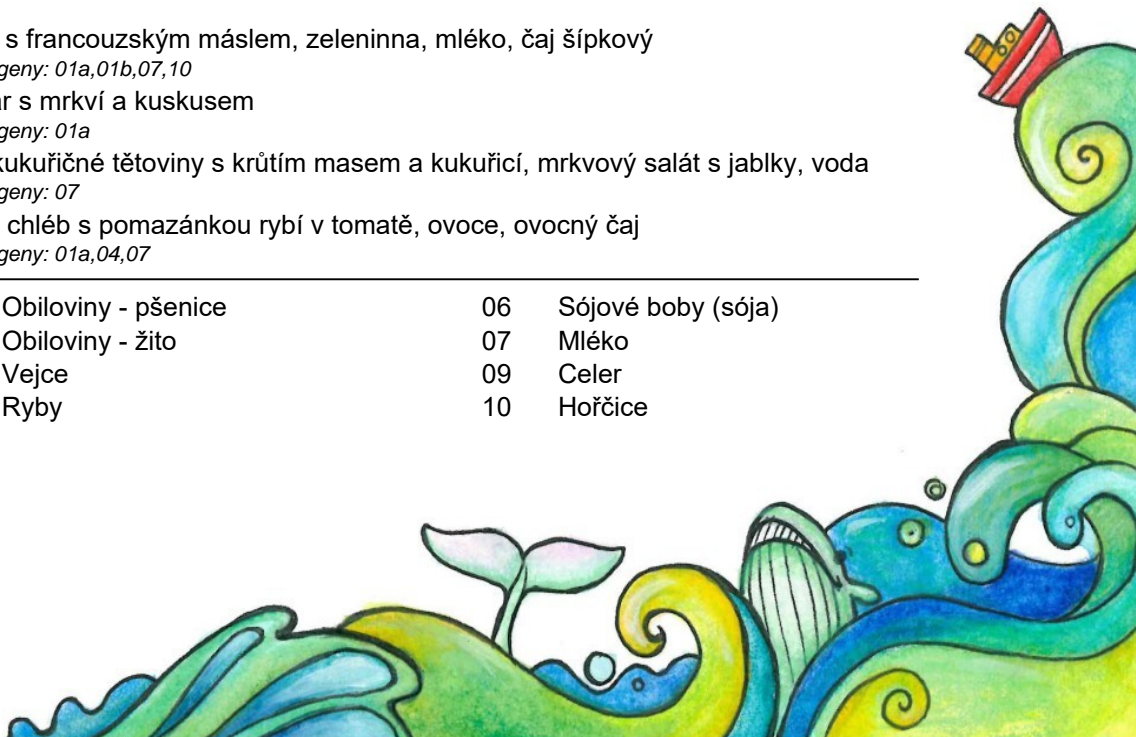 s francouzským máslem, zeleninna, mléko, čaj šípkový
geny: 01a,01b,07,10
r s mrkví a kuskusem
geny: 01a
kukuřičné tětoviny s krůtím masem a kukuřicí, mrkvový salát s jablky, voda
geny: 07
chléb s pomazánkou rybí v tomatě, ovoce, ovocný čaj
geny: 01a,04,07
Obiloviny - pšenice 06 Sójové boby (sója)
Obiloviny - žito 07 Mléko
Vejce 09 Celer
Ryby 10 Hořčice